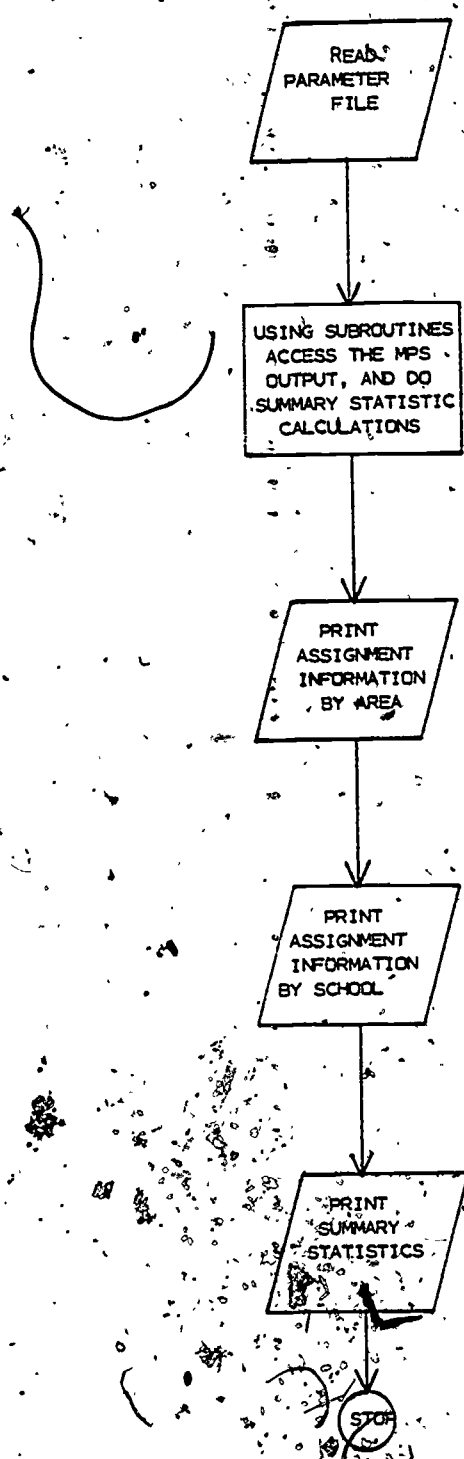 READ
PARAMETER
FILE
USING SUBROUTINES
ACCESS THE MPS
OUTPUT, AND DO
SUMMARY STATISTIC
CALCULATIONS
PRINT
ASSIGNMENT
INFORMATION
BY AREA
PRINT
ASSIGNMENT
INFORMATION
BY SCHOOL
PRINT
SUMMARY
STATISTICS
STOP